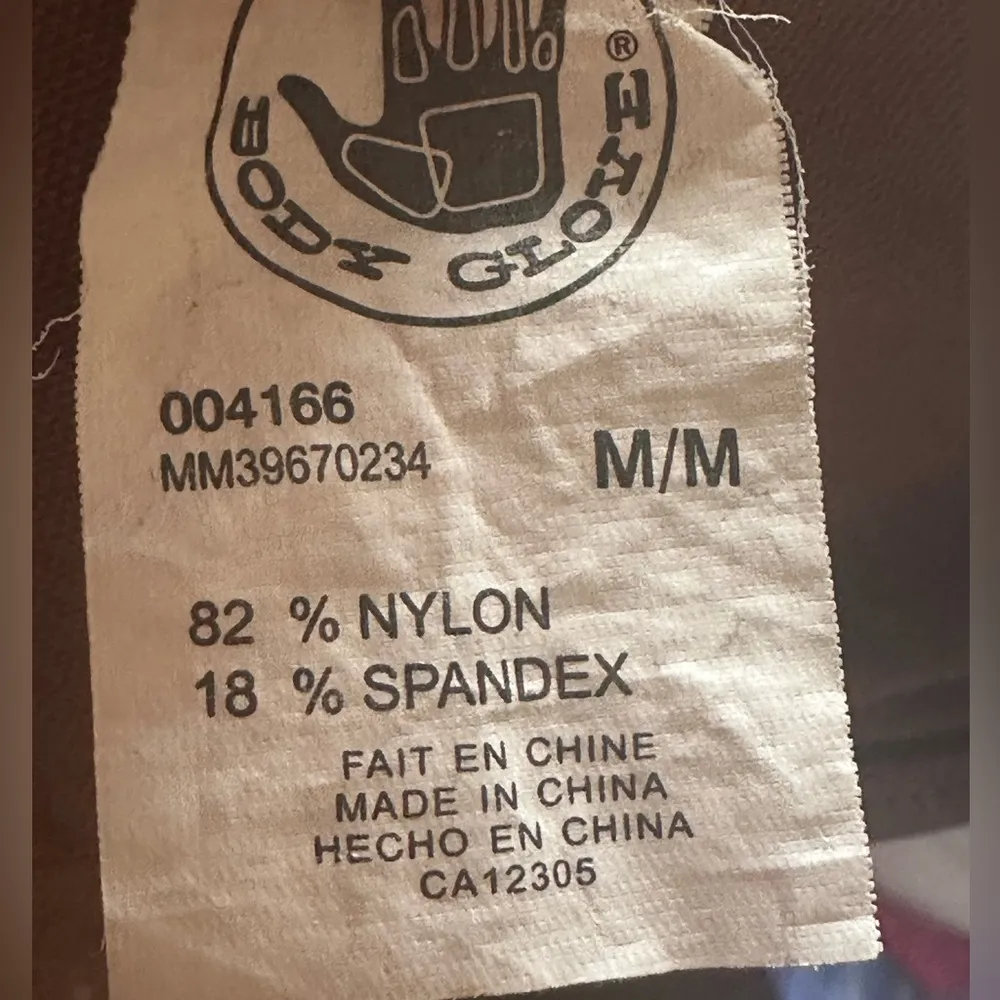 BODY GLOVE®
004166
MM39670234
M/M
82 % NYLON
18 % SPANDEX
FAIT EN CHINE
MADE IN CHINA
HECHO EN CHINA
CA12305